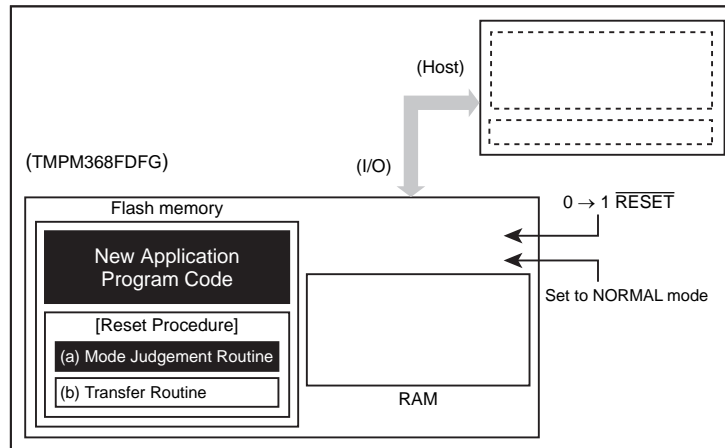 (Host)
(TMPM368FDFG)
(I/O)
Flash memory
0 → 1 RESET
New Application
Program Code
Set to NORMAL mode
[Reset Procedure]
(a) Mode Judgement Routine
(b) Transfer Routine
RAM